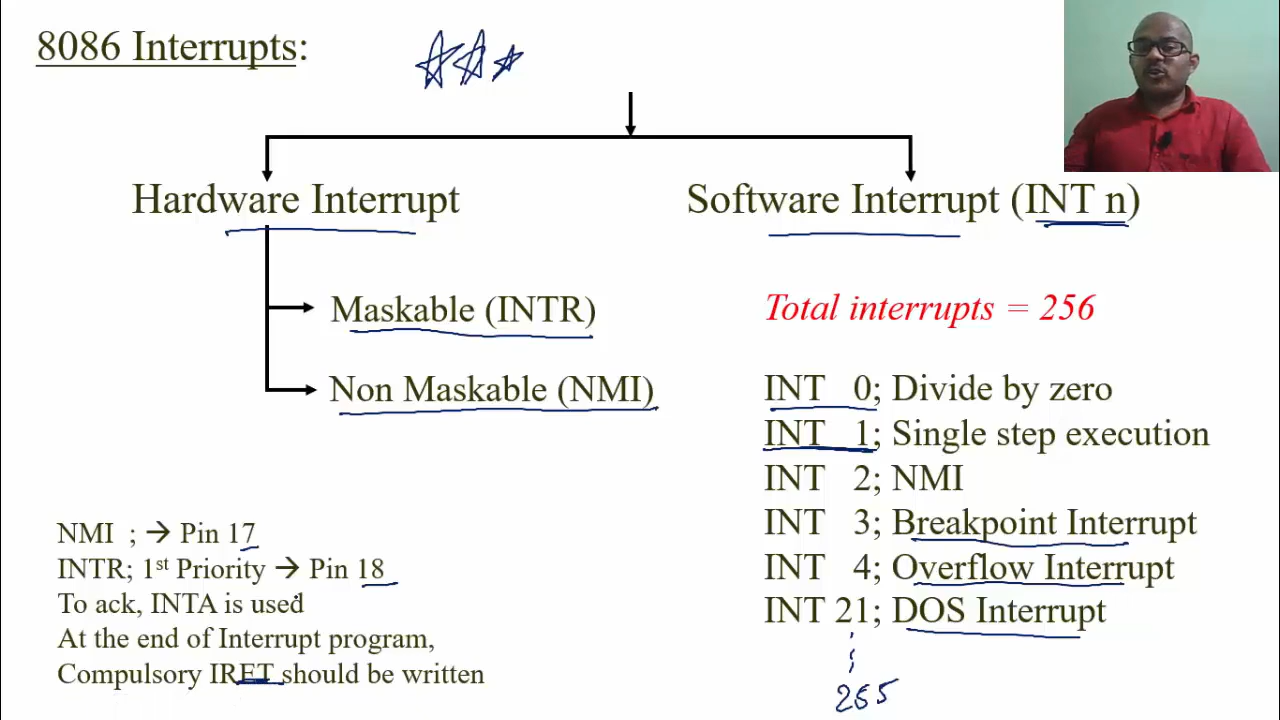 8086 Interrupts:
Hardware Interrupt
Software Interrupt (INT n)
Maskable (INTR)
Non Maskable (NMI)
Total interrupts = 256
INT 0; Divide by zero
INT 1; Single step execution
INT 2; NMI
INT 3; Breakpoint Interrupt
INT 4; Overflow Interrupt
INT 21; DOS Interrupt
255
NMI ; → Pin 17
INTR; 1st Priority → Pin 18
To ack, INTA is used
At the end of Interrupt program,
Compulsory IRET should be written